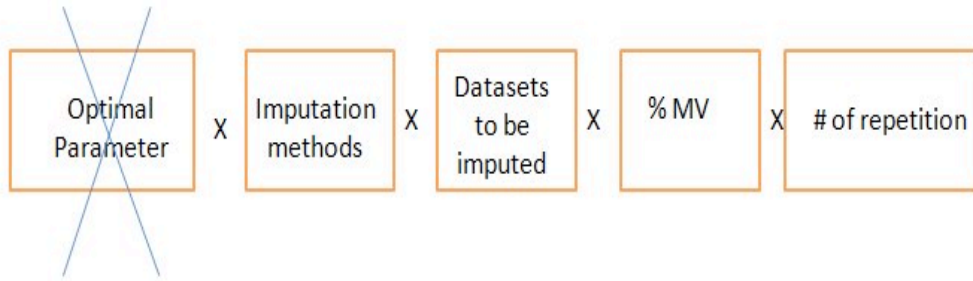 Optimal
Parameter
X
Imputation
methods
X
Datasets
to be
imputed
X
% MV
X
# of repetition